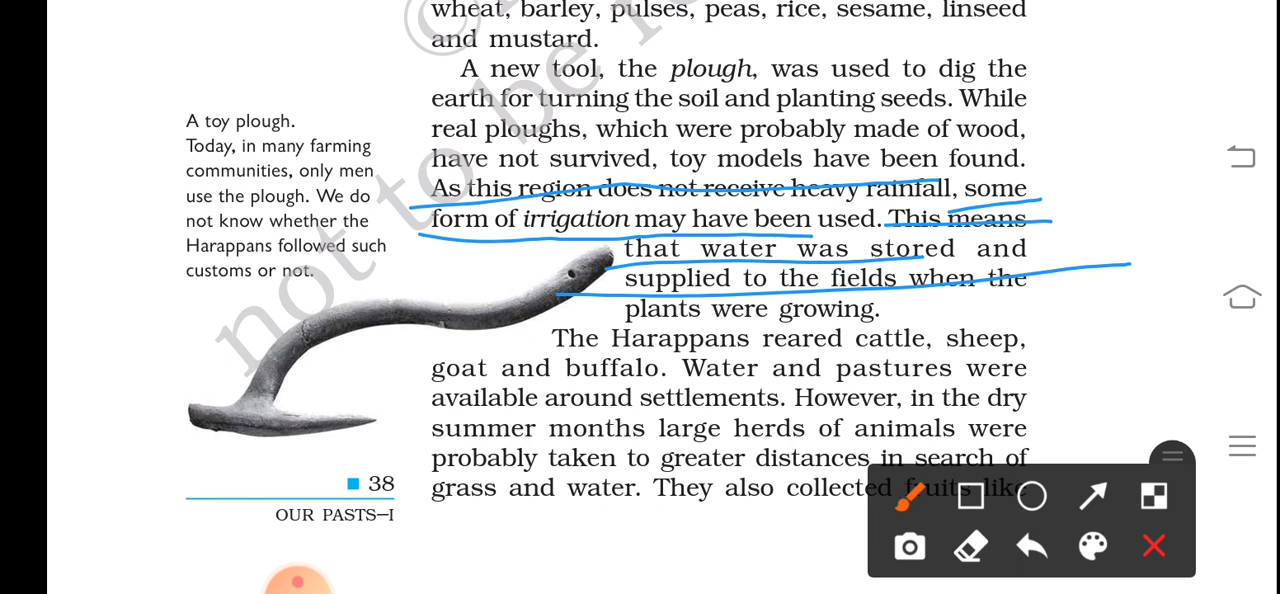 wheat, barley, pulses, peas, rice, sesame, linseed
and mustard.
A new tool, the plough, was used to dig the
earth for turning the soil and planting seeds. While
real ploughs, which were probably made of wood,
have not survived, toy models have been found.
As this region does not receive heavy rainfall, some
form of irrigation may have been used. This means
that water was stored and
supplied to the fields when the
plants were growing.
The Harappans reared cattle, sheep,
goat and buffalo. Water and pastures were
available around settlements. However, in the dry
summer months large herds of animals were
probably taken to greater distances in search of
grass and water. They also collected fruits like
A toy plough.
Today, in many farming
communities, only men
use the plough. We do
not know whether the
Harappans followed such
customs or not.
38
OUR PASTS–I
©
not to be